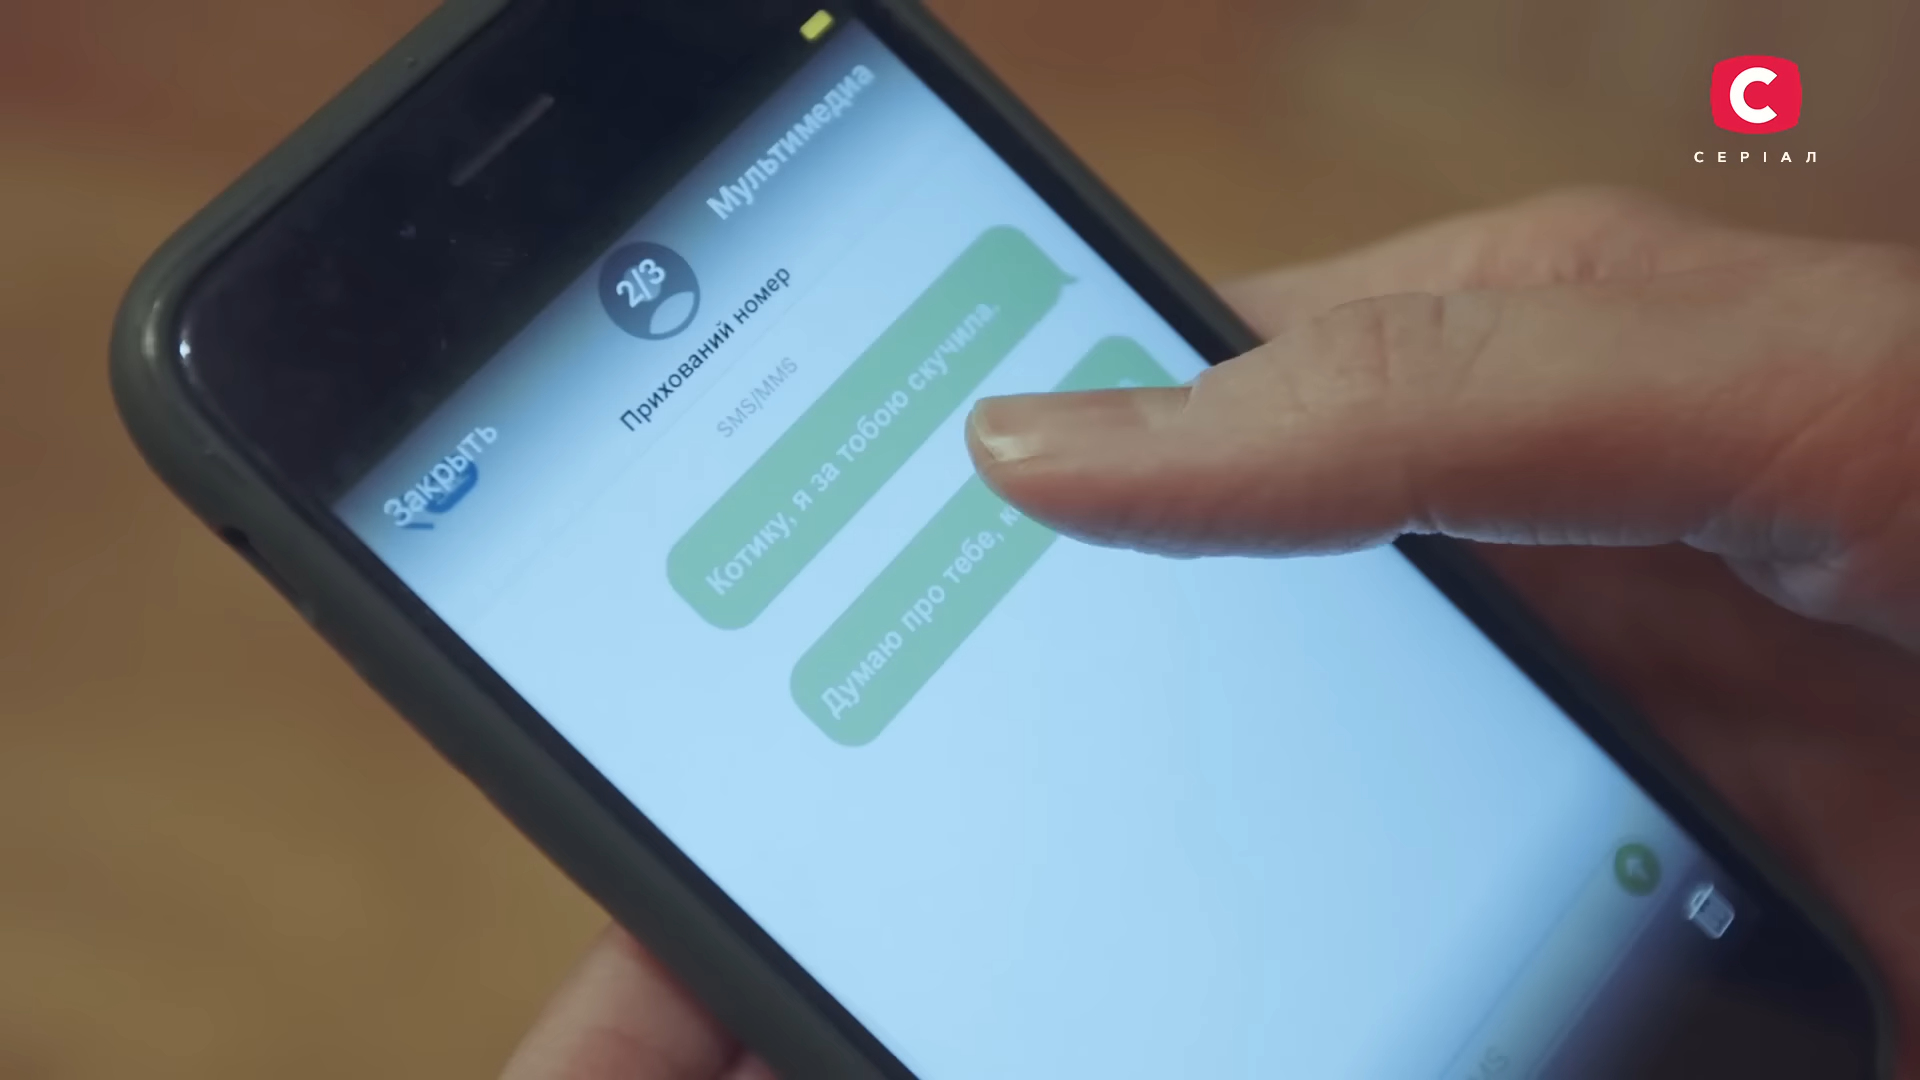 С
СЕРІАЛ
Мультимедиа
2/3
Закрыть
Прихований номер
SMS/MMS
Котику, я за тобою скучила.
Думаю про тебе,